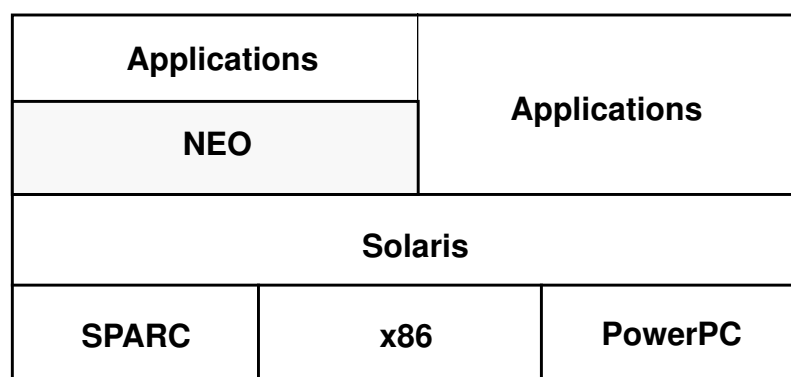 Applications
Applications
NEO
Solaris
SPARC
x86
PowerPC